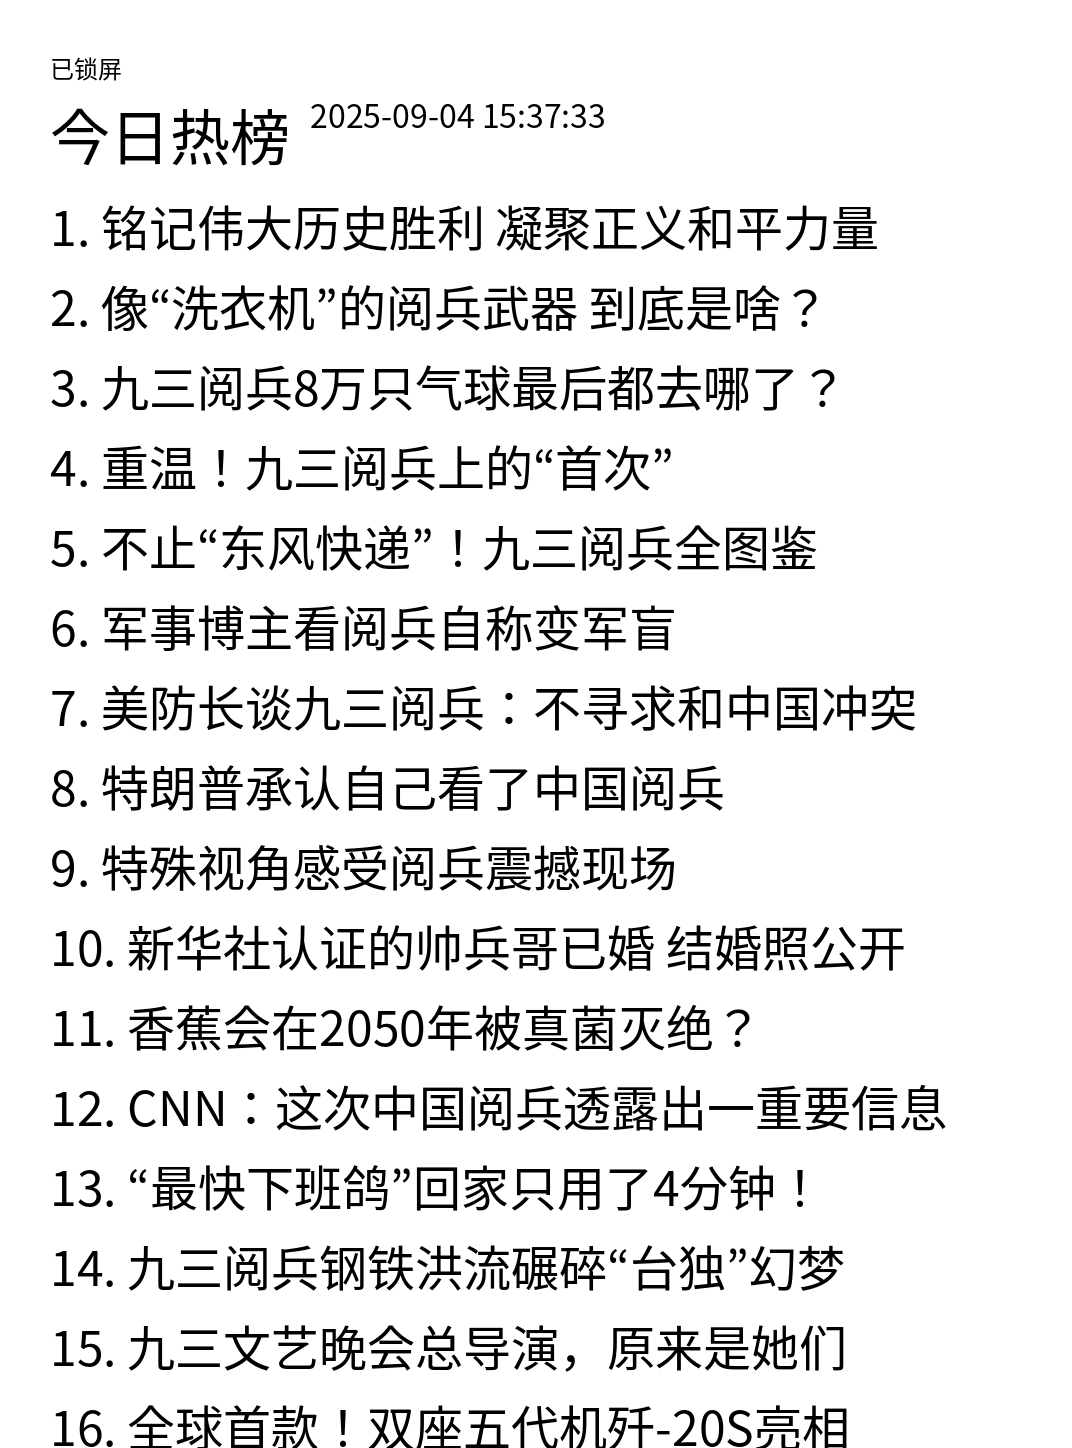 已锁屏
今日热榜 2025-09-04 15:37:33
1. 铭记伟大历史胜利 凝聚正义和平力量
2. 像“洗衣机”的阅兵武器 到底是啥？
3. 九三阅兵8万只气球最后都去哪了？
4. 重温！九三阅兵上的“首次”
5. 不止“东风快递”！九三阅兵全图鉴
6. 军事博主看阅兵自称变军盲
7. 美防长谈九三阅兵：不寻求和中国冲突
8. 特朗普承认自己看了中国阅兵
9. 特殊视角感受阅兵震撼现场
10. 新华社认证的帅兵哥已婚 结婚照公开
11. 香蕉会在2050年被真菌灭绝？
12. CNN：这次中国阅兵透露出一重要信息
13. “最快下班鸽”回家只用了4分钟！
14. 九三阅兵钢铁洪流碾碎“台独”幻梦
15. 九三文艺晚会总导演，原来是她们
16. 全球首款！双座五代机歼-20S亮相